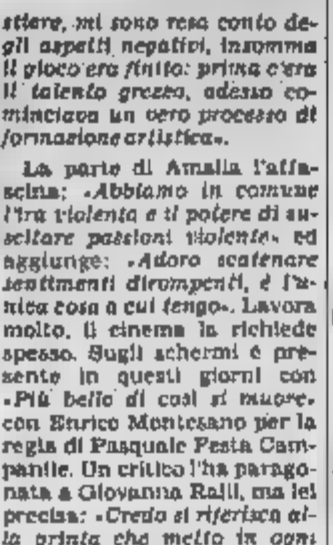 stiere, mi sono resa conto de-
gli aspetti negativi, insomma
il gioco era finito: prima c'era
il talento grezzo, adesso co-
minciava un vero processo di
formazione artistica».
La parte di Amalia l'affa-
scina: «Abbiamo in comune
l'ira violenta e il potere di su-
scitare passioni violente» ed
aggiunge: «Adoro scatenare
sentimenti dirompenti, è l'u-
nica cosa a cui tengo». Lavora
molto, il cinema la richiede
spesso. Sugli schermi è pre-
sente in questi giorni con
«Più bello di così si muore»
con Enrico Montesano per la
regia di Pasquale Festa Cam-
panile. Un critico l'ha parago-
nata a Giovanna Ralli, ma lei
precisa: «Credo si riferisca al-
la grinta che metto in ogni